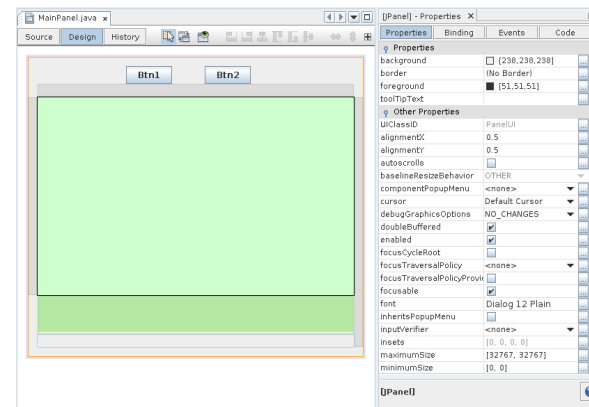 MainPanel.java x
[JPanel] - Properties ×
Source Design History
Properties Binding Events Code
Btn1 Btn2
Properties
background [238,238,238] ...
border (No Border) ...
foreground [51,51,51] ...
toolTipText ...
Other Properties
UIClassID PanelUI ...
alignmentX 0.5 ...
alignmentY 0.5 ...
autoscrolls ...
baselineResizeBehavior OTHER
componentPopupMenu <none> ...
cursor Default Cursor ...
debugGraphicsOptions NO_CHANGES ...
doubleBuffered ...
enabled ...
focusCycleRoot ...
focusTraversalPolicy <none> ...
focusTraversalPolicyProvic ...
focusable ...
font Dialog 12 Plain ...
inheritsPopupMenu ...
inputVerifier <none> ...
insets [0, 0, 0, 0] ...
maximumSize [32767, 32767] ...
minimumSize [0, 0] ...
[JPanel]